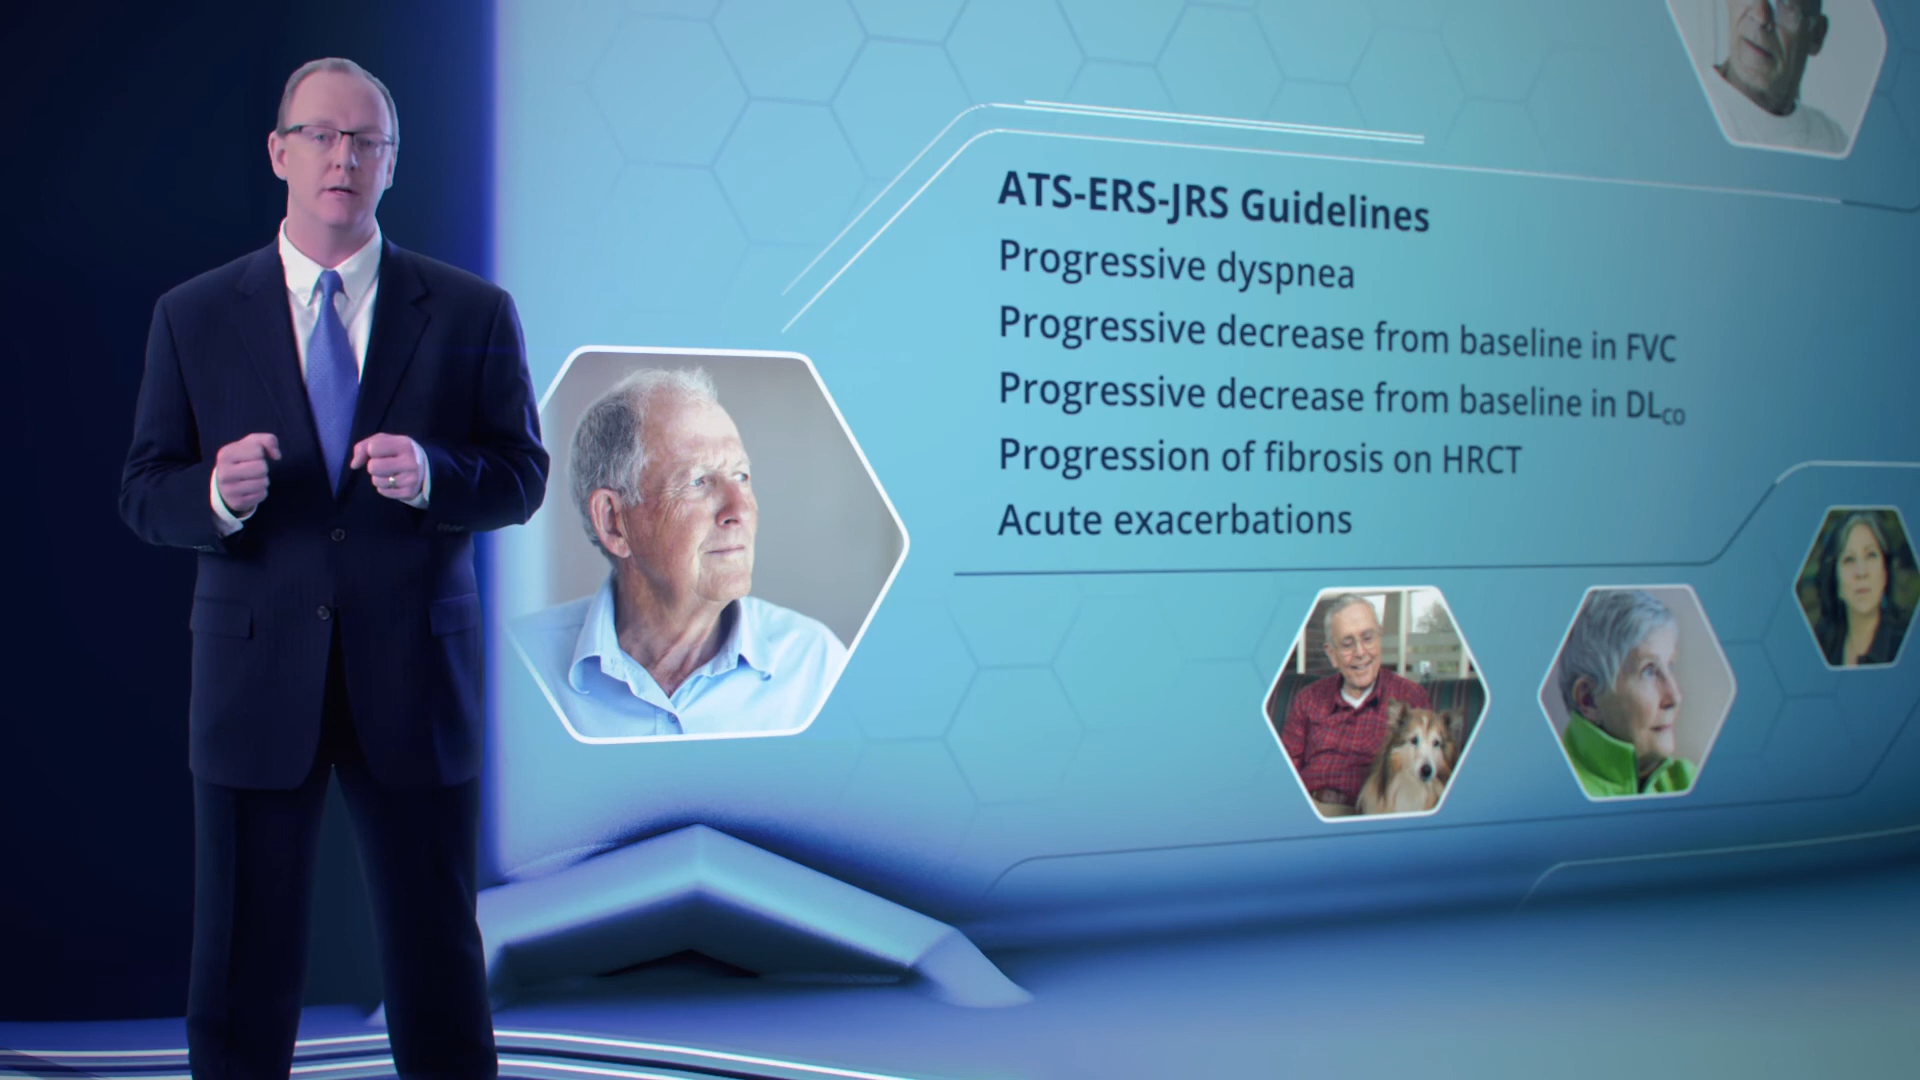 ATS-ERS-JRS Guidelines
Progressive dyspnea
Progressive decrease from baseline in FVC
Progressive decrease from baseline in DLCO
Progression of fibrosis on HRCT
Acute exacerbations